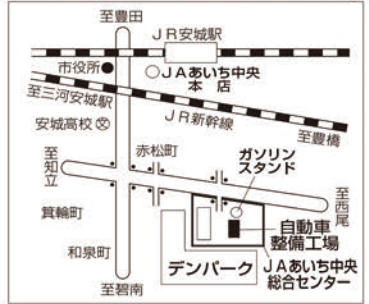 至豊田
JR安城駅
市役所
JAあいち中央
本店
至三河安城駅
JR新幹線
至豊橋
安城高校
赤松町
ガソリン
スタンド
至知立
至西尾
箕輪町
自動車
整備工場
和泉町
デンパーク
JAあいち中央
総合センター
至碧南